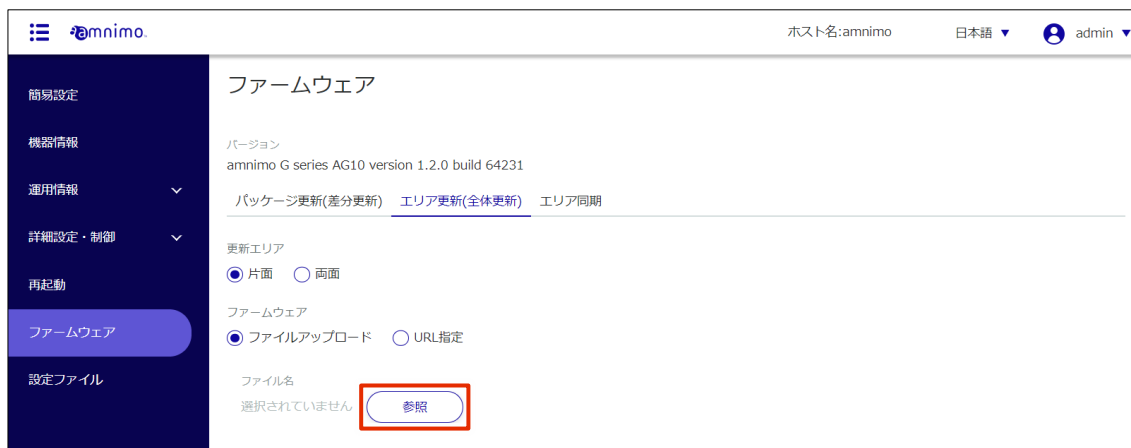 amnimo.
ホスト名:amnimo
日本語 ▼
admin ▼
簡易設定
機器情報
運用情報
詳細設定・制御
再起動
ファームウェア
設定ファイル
ファームウェア
バージョン
amnimo G series AG10 version 1.2.0 build 64231
パッケージ更新(差分更新) エリア更新(全体更新) エリア同期
更新エリア
片面 両面
ファームウェア
ファイルアップロード URL指定
ファイル名
選択されていません 参照